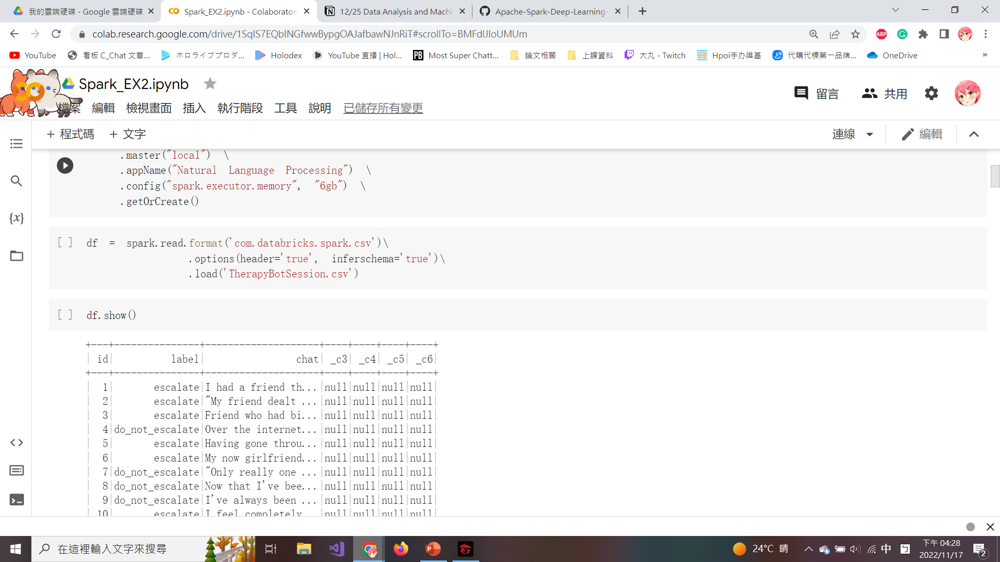 我的雲端硬碟 - Google 雲端硬碟
Spark_EX2.ipynb - Colaboratory
12/25 Data Analysis and Machi
Apache-Spark-Deep-Learning-
colab.research.google.com/drive/1SqIS7EQbINGfwwBypgOAJafbawNJnRiT#scrollTo=BMFdIJIoUMUm
ABP
YouTube
看板 C_Chat 文章...
ホロライブプロダ...
Holodex
YouTube 直播 | Hol...
PB
Most Super Chatt...
論文相關
上課資料
大丸 - Twitch
Hpoi手办维基
代購代標第一品牌...
OneDrive
»
Spark_EX2.ipynb
留言
共用
檔案 編輯 檢視畫面 插入 執行階段 工具 說明 已儲存所有變更
+ 程式碼 + 文字
連線
編輯
{x}
.master("local") \
.appName("Natural Language Processing") \
.config("spark.executor.memory", "6gb") \
.getOrCreate()
[ ] df = spark.read.format('com.databricks.spark.csv')\
.options(header='true', inferschema='true')\
.load('TherapyBotSession.csv')
[ ] df.show()
+---+---------------+--------------------+----+----+----+----+
| id|          label|                chat| _c3| _c4| _c5| _c6|
+---+---------------+--------------------+----+----+----+----+
|  1|       escalate|I had a friend th...|null|null|null|null|
|  2|       escalate|"My friend dealt ...|null|null|null|null|
|  3|       escalate|Friend who had bi...|null|null|null|null|
|  4|do_not_escalate|Over the internet...|null|null|null|null|
|  5|       escalate|Having gone throu...|null|null|null|null|
|  6|       escalate|My now girlfriend...|null|null|null|null|
|  7|do_not_escalate|"Only really one ...|null|null|null|null|
|  8|do_not_escalate|Now that I've bee...|null|null|null|null|
|  9|do_not_escalate|I've always been ...|null|null|null|null|
| 10|       escalate|I feel completely...|null|null|null|null|
在這裡輸入文字來搜尋
24°C 晴
中
下午 04:28
2022/11/17
2